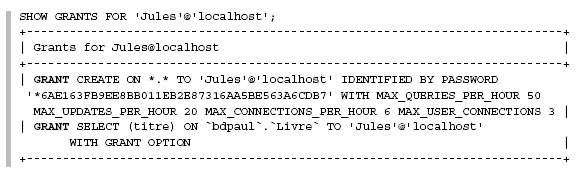 SHOW GRANTS FOR 'Jules'@'localhost';
+----------------------------------------------------------------------+
| Grants for Jules@localhost |
+----------------------------------------------------------------------+
| GRANT CREATE ON *.* TO 'Jules'@'localhost' IDENTIFIED BY PASSWORD
'*6AE163FB9EE8BB011EB2E87316AA5BE563A6CDB7' WITH MAX_QUERIES_PER_HOUR 50
MAX_UPDATES_PER_HOUR 20 MAX_CONNECTIONS_PER_HOUR 6 MAX_USER_CONNECTIONS 3 |
| GRANT SELECT (titre) ON `bdpaul`.`Livre` TO 'Jules'@'localhost'
WITH GRANT OPTION |
+----------------------------------------------------------------------+